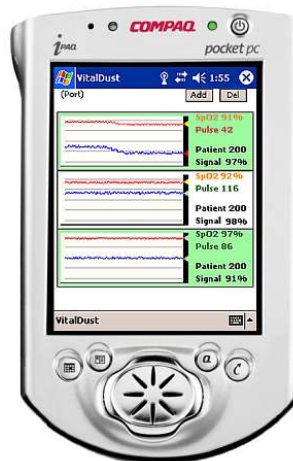 COMPAQ
iPAQ
pocket pc
VitalDust 1:55
(Port) Add Del
SpO2 91%
Pulse 42
Patient 200
Signal 97%
SpO2 92%
Pulse 116
Patient 200
Signal 98%
SpO2 97%
Pulse 86
Patient 200
Signal 91%
VitalDust
α